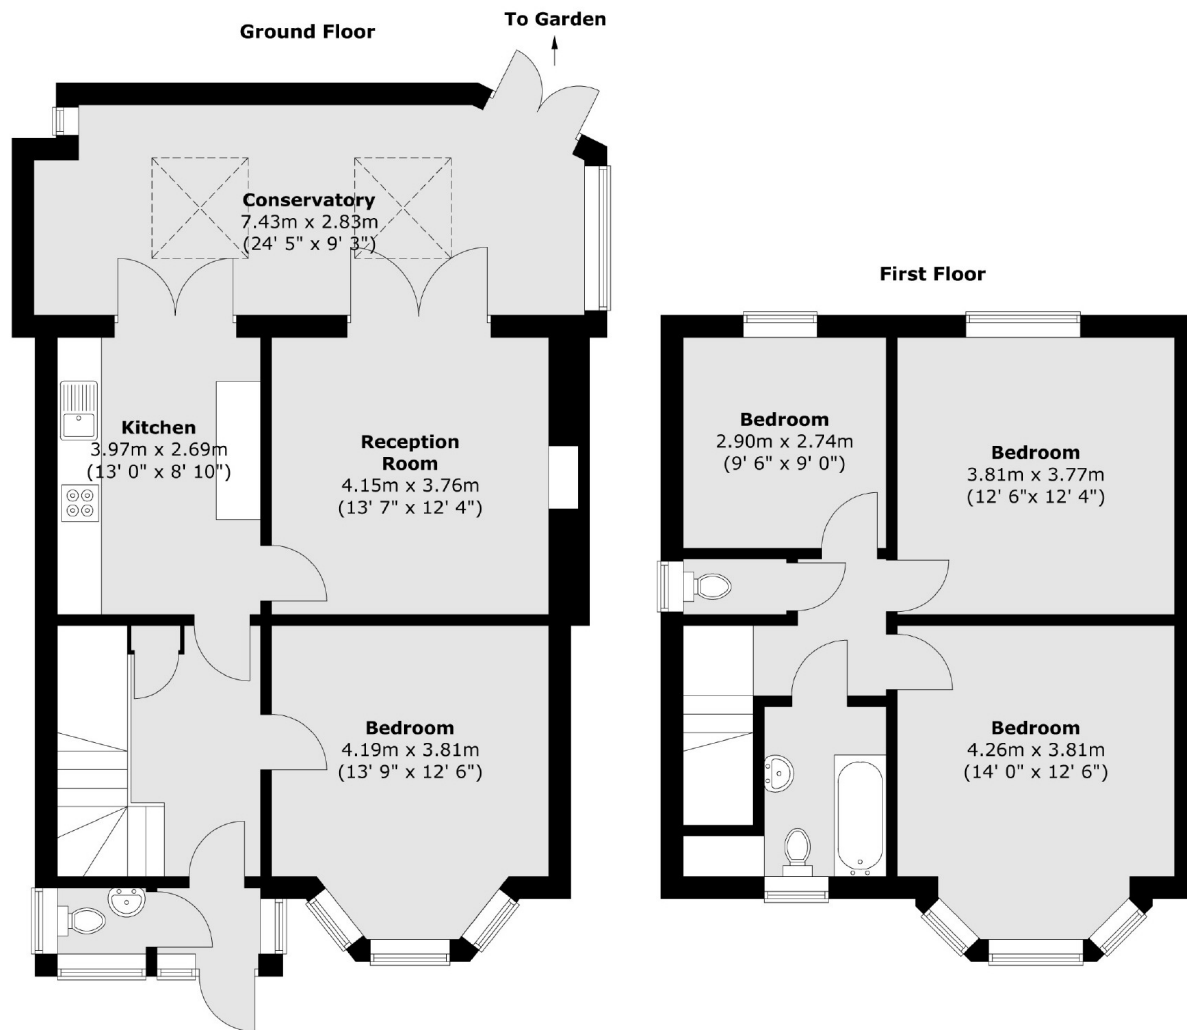 Ground Floor
To Garden
Conservatory
7.43m x 2.83m
(24' 5" x 9' 3")
Kitchen
3.97m x 2.69m
(13' 0" x 8' 10")
Reception
Room
4.15m x 3.76m
(13' 7" x 12' 4")
Bedroom
4.19m x 3.81m
(13' 9" x 12' 6")
First Floor
Bedroom
2.90m x 2.74m
(9' 6" x 9' 0")
Bedroom
3.81m x 3.77m
(12' 6"x 12' 4")
Bedroom
4.26m x 3.81m
(14' 0" x 12' 6")